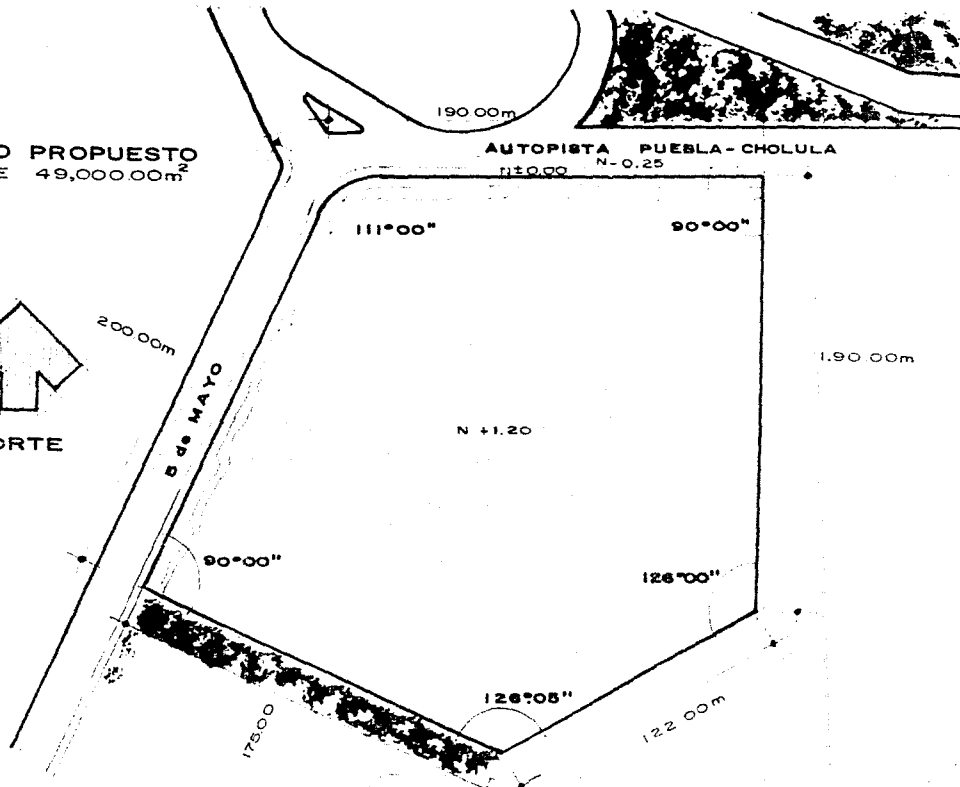 190.00m
O PROPUESTO
E 49,000.00m²
AUTOPISTA PUEBLA-CHOLULA
N±0.00 N-0.25
111°00"
90°00"
200.00m
1.90.00m
5 de MAYO
N +1.20
ORTE
90°00"
126°00"
126°05"
175.00
122.00m